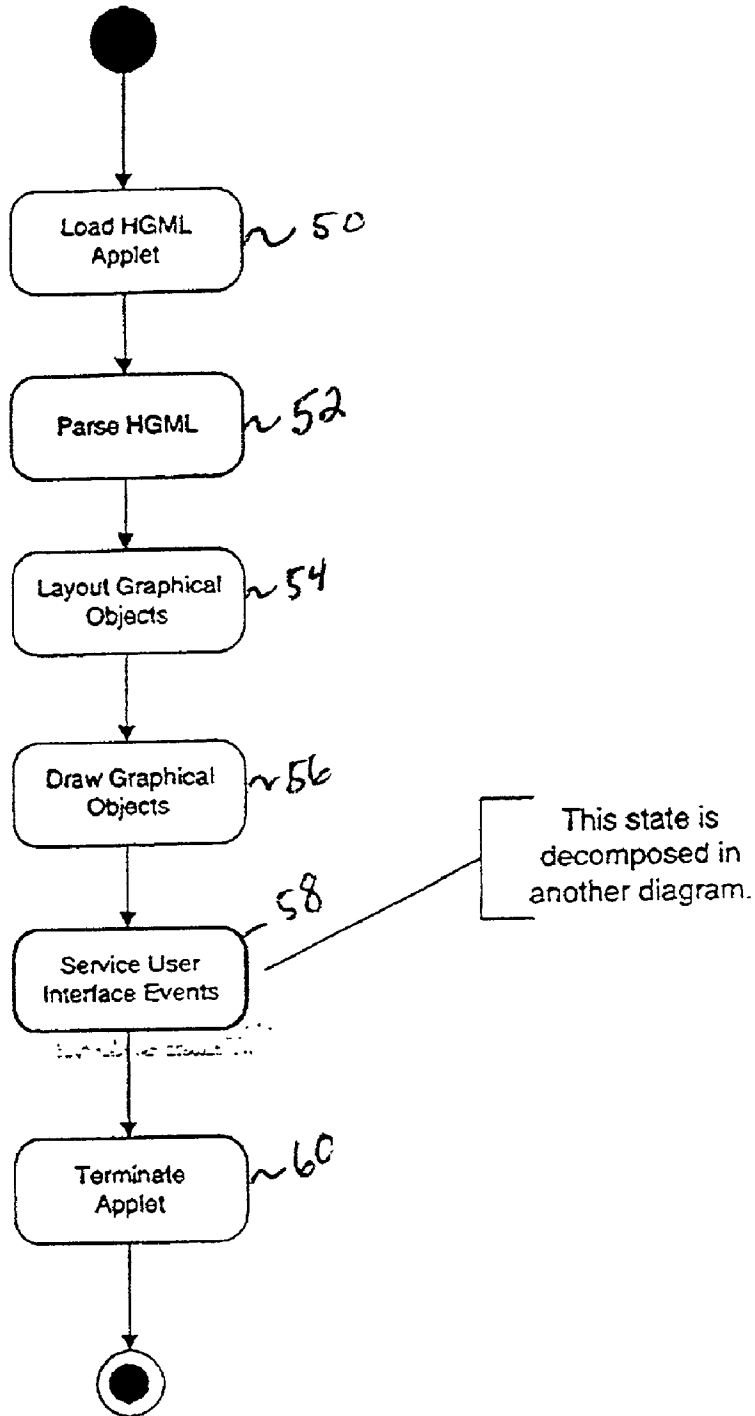 Load HGML
Applet
50
Parse HGML
52
Layout Graphical
Objects
54
Draw Graphical
Objects
56
This state is
decomposed in
another diagram.
58
Service User
Interface Events
Terminate
Applet
60